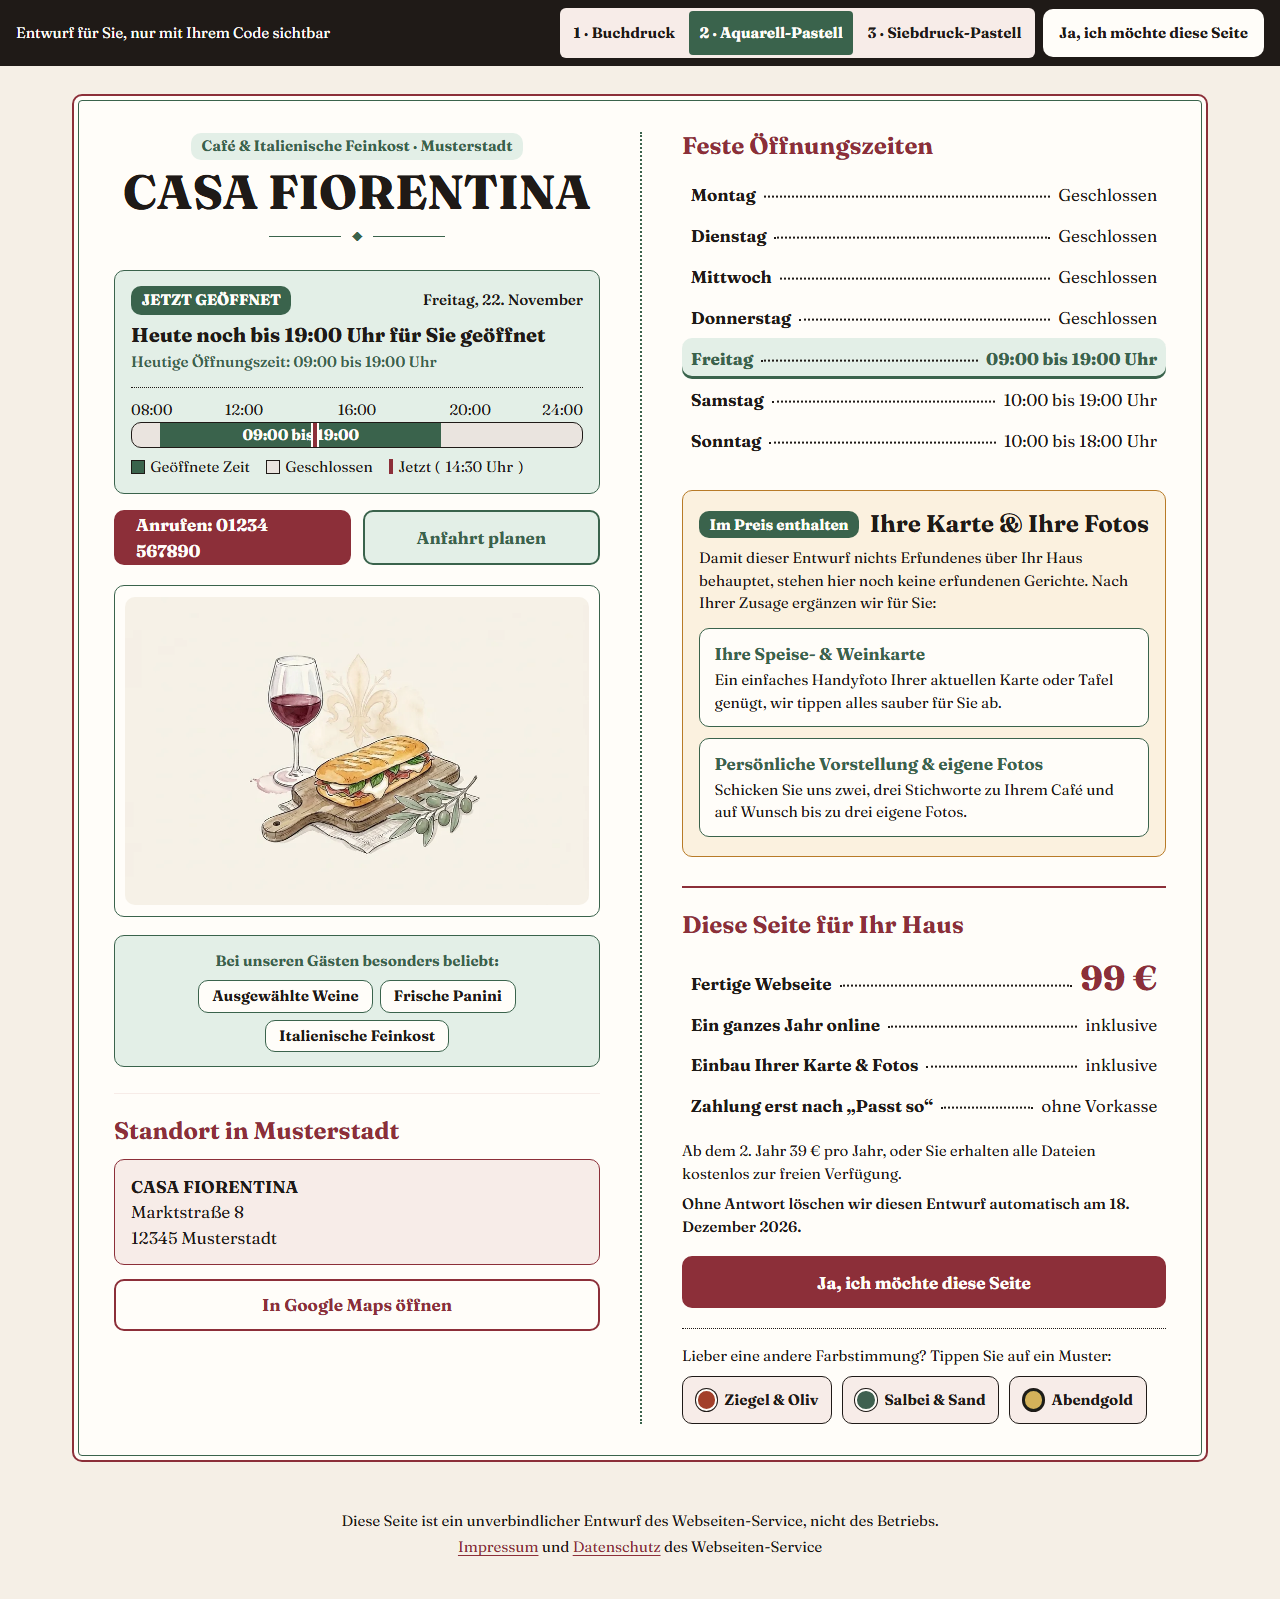 Entwurf für Sie, nur mit Ihrem Code sichtbar
1 · Buchdruck
2 · Aquarell-Pastell
3 · Siebdruck-Pastell
Ja, ich möchte diese Seite
Café & Italienische Feinkost · Musterstadt
CASA FIORENTINA
JETZT GEÖFFNET
Freitag, 22. November
Heute noch bis 19:00 Uhr für Sie geöffnet
Heutige Öffnungszeit: 09:00 bis 19:00 Uhr
08:00 12:00 16:00 20:00 24:00
09:00 bis 19:00
Geöffnete Zeit Geschlossen Jetzt ( 14:30 Uhr )
Anrufen: 01234
567890
Anfahrt planen
Bei unseren Gästen besonders beliebt:
Ausgewählte Weine
Frische Panini
Italienische Feinkost
Standort in Musterstadt
CASA FIORENTINA
Marktstraße 8
12345 Musterstadt
In Google Maps öffnen
Feste Öffnungszeiten
Montag Geschlossen
Dienstag Geschlossen
Mittwoch Geschlossen
Donnerstag Geschlossen
Freitag 09:00 bis 19:00 Uhr
Samstag 10:00 bis 19:00 Uhr
Sonntag 10:00 bis 18:00 Uhr
Im Preis enthalten
Ihre Karte & Ihre Fotos
Damit dieser Entwurf nichts Erfundenes über Ihr Haus
behauptet, stehen hier noch keine erfundenen Gerichte. Nach
Ihrer Zusage ergänzen wir für Sie:
Ihre Speise- & Weinkarte
Ein einfaches Handyfoto Ihrer aktuellen Karte oder Tafel
genügt, wir tippen alles sauber für Sie ab.
Persönliche Vorstellung & eigene Fotos
Schicken Sie uns zwei, drei Stichworte zu Ihrem Café und
auf Wunsch bis zu drei eigene Fotos.
Diese Seite für Ihr Haus
Fertige Webseite 99 €
Ein ganzes Jahr online inklusive
Einbau Ihrer Karte & Fotos inklusive
Zahlung erst nach „Passt so“ ohne Vorkasse
Ab dem 2. Jahr 39 € pro Jahr, oder Sie erhalten alle Dateien
kostenlos zur freien Verfügung.
Ohne Antwort löschen wir diesen Entwurf automatisch am 18.
Dezember 2026.
Ja, ich möchte diese Seite
Lieber eine andere Farbstimmung? Tippen Sie auf ein Muster:
Ziegel & Oliv
Salbei & Sand
Abendgold
Diese Seite ist ein unverbindlicher Entwurf des Webseiten-Service, nicht des Betriebs.
Impressum und Datenschutz des Webseiten-Service